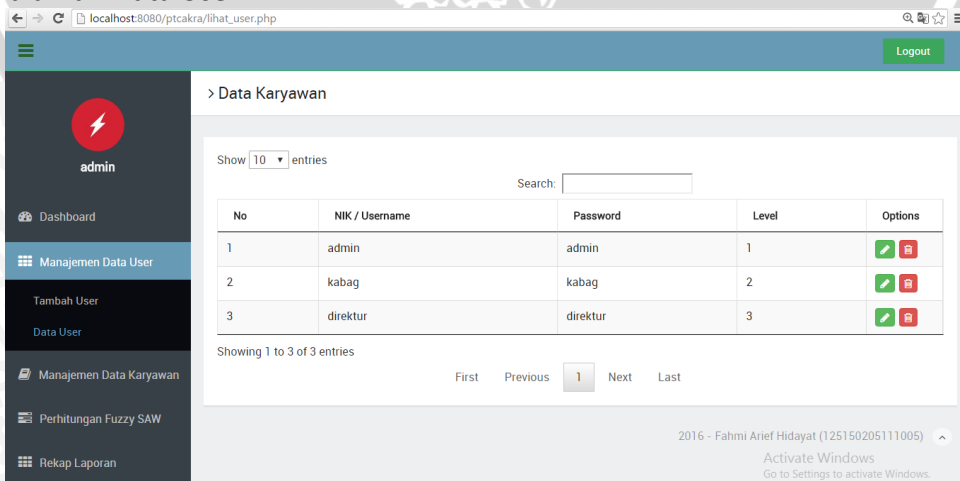 localhost:8080/ptcakra/lihat_user.php
Logout
admin
Dashboard
Manajemen Data User
Tambah User
Data User
Manajemen Data Karyawan
Perhitungan Fuzzy SAW
Rekap Laporan
> Data Karyawan
Show 10 entries
Search:
No NIK / Username Password Level Options
1 admin admin 1
2 kabag kabag 2
3 direktur direktur 3
Showing 1 to 3 of 3 entries
First Previous 1 Next Last
2016 - Fahmi Arief Hidayat (125150205111005)
Activate Windows
Go to Settings to activate Windows.